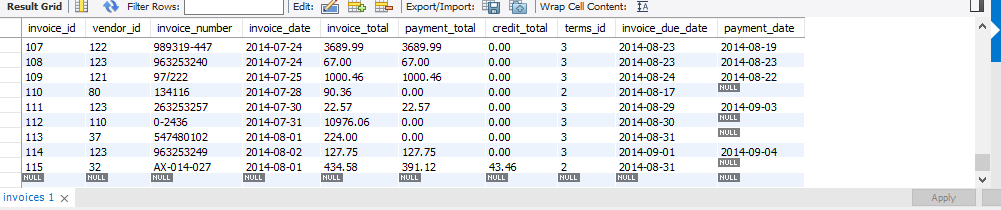 Result Grid Filter Rows: Edit: Export/Import: Wrap Cell Content: IA
invoice_id vendor_id invoice_number invoice_date invoice_total payment_total credit_total terms_id invoice_due_date payment_date
107 122 989319-447 2014-07-24 3689.99 3689.99 0.00 3 2014-08-23 2014-08-19
108 123 963253240 2014-07-24 67.00 67.00 0.00 3 2014-08-23 2014-08-23
109 121 97/222 2014-07-25 1000.46 1000.46 0.00 3 2014-08-24 2014-08-22
110 80 134116 2014-07-28 90.36 0.00 0.00 2 2014-08-17 NULL
111 123 263253257 2014-07-30 22.57 22.57 0.00 3 2014-08-29 2014-09-03
112 110 0-2436 2014-07-31 10976.06 0.00 0.00 3 2014-08-30 NULL
113 37 547480102 2014-08-01 224.00 0.00 0.00 3 2014-08-31 NULL
114 123 963253249 2014-08-02 127.75 127.75 0.00 3 2014-09-01 2014-09-04
115 32 AX-014-027 2014-08-01 434.58 391.12 43.46 2 2014-08-31 NULL
NULL NULL NULL NULL NULL NULL NULL NULL NULL NULL
invoices 1 Apply